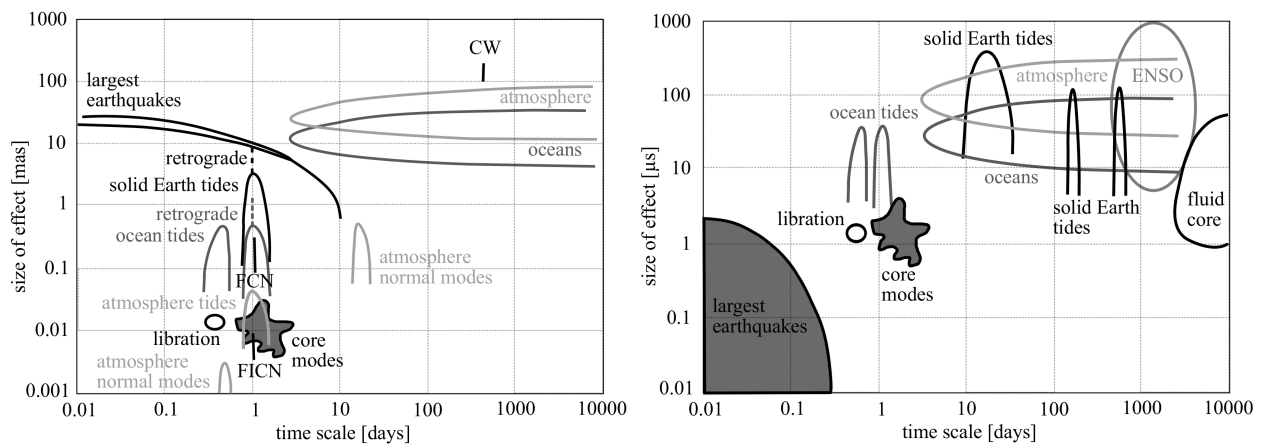 1000
100
10
1
0.1
0.01
0.001
size of effect [mas]
CW
largest
earthquakes
atmosphere
oceans
retrograde
solid Earth tides
retrograde
ocean tides
FCN
atmosphere
normal modes
atmosphere tides
libration
core
modes
FICN
atmosphere
normal modes
0.01
0.1
1
10
100
1000
10000
time scale [days]
1000
100
10
1
0.1
0.01
size of effect [µs]
solid Earth tides
atmosphere
ENSO
ocean tides
oceans
solid Earth
tides
fluid
core
libration
core
modes
largest
earthquakes
0.01
0.1
1
10
100
1000
10000
time scale [days]